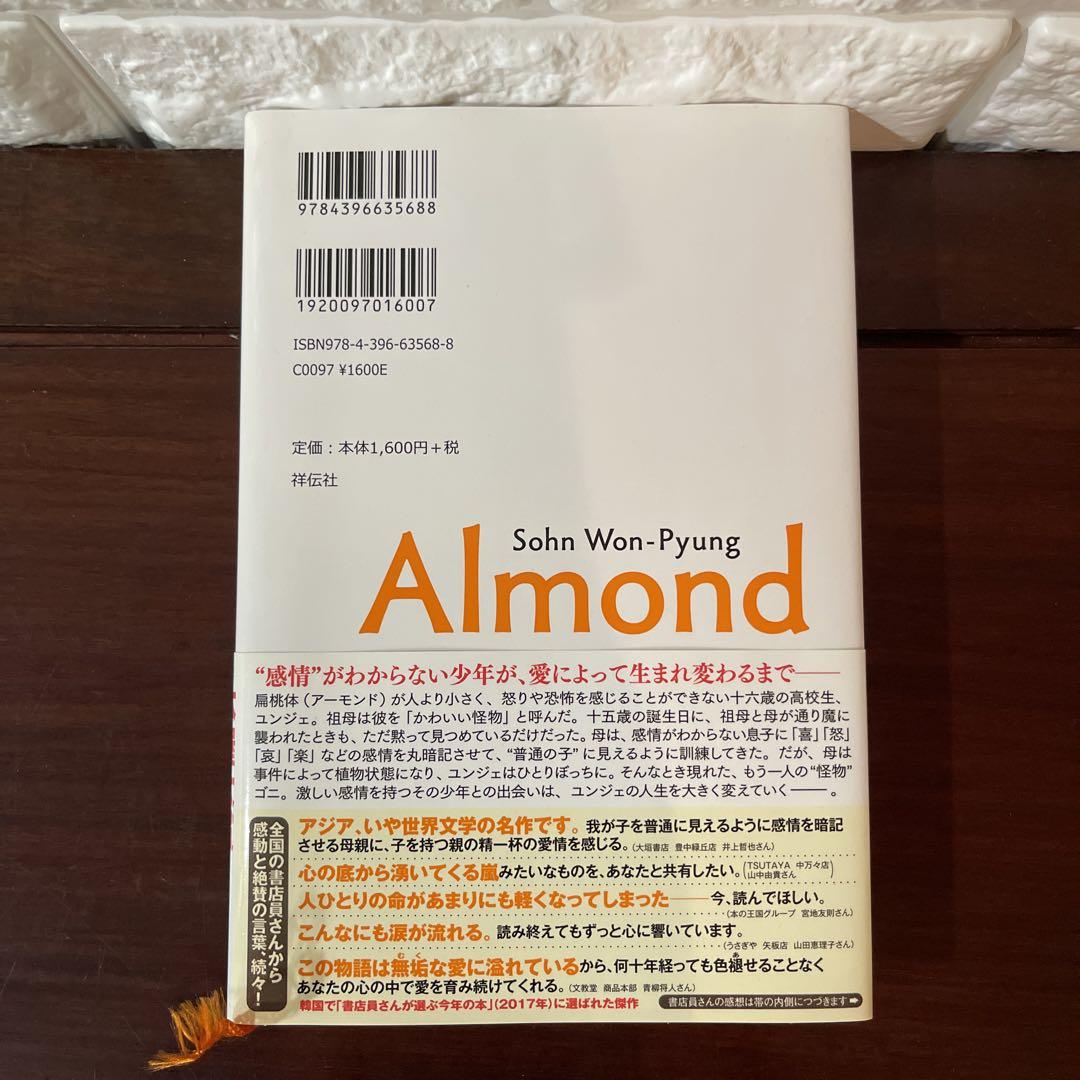 9784396635688
1920097016007
ISBN978-4-396-63568-8
C0097 ¥1600E
定価：本体1,600円+税
祥伝社
Sohn Won-Pyung
Almond
“感情”がわからない少年が、愛によって生まれ変わるまで——
扁桃体（アーモンド）が人より小さく、怒りや恐怖を感じることができない十六歳の高校生、
ユンジェ。祖母は彼を「かわいい怪物」と呼んだ。十五歳の誕生日に、祖母と母が通り魔に
襲われたときも、ただ黙って見つめているだけだった。母は、感情がわからない息子に「喜」「怒」
「哀」「楽」などの感情を丸暗記させて、“普通の子”に見えるように訓練してきた。だが、母は
事件によって植物状態になり、ユンジェはひとりぼっちに。そんなとき現れた、もう一人の“怪物”
ゴニ。激しい感情を持つその少年との出会いは、ユンジェの人生を大きく変えていく——。
全国の書店員さんから
感動と絶賛の言葉、続々！
アジア、いや世界文学の名作です。我が子を普通に見えるように感情を暗記
させる母親に、子を持つ親の精一杯の愛情を感じる。（大垣書店 豊中緑丘店 井上哲也さん）
心の底から湧いてくる嵐みたいなものを、あなたと共有したい。（TSUTAYA 中万々店
山中由貴さん）
人ひとりの命があまりにも軽くなってしまった——今、読んでほしい。
（本の王国グループ 宮地友則さん）
こんなにも涙が流れる。読み終えてもずっと心に響いています。
（うさぎや 矢板店 山田恵理子さん）
この物語は無垢な愛に溢れているから、何十年経っても色褪せることなく
あなたの心の中で愛を育み続けてくれる。（文教堂 商品本部 青柳将人さん）
韓国で「書店員さんが選ぶ今年の本」（2017年）に選ばれた傑作
書店員さんの感想は帯の内側につづきます➡